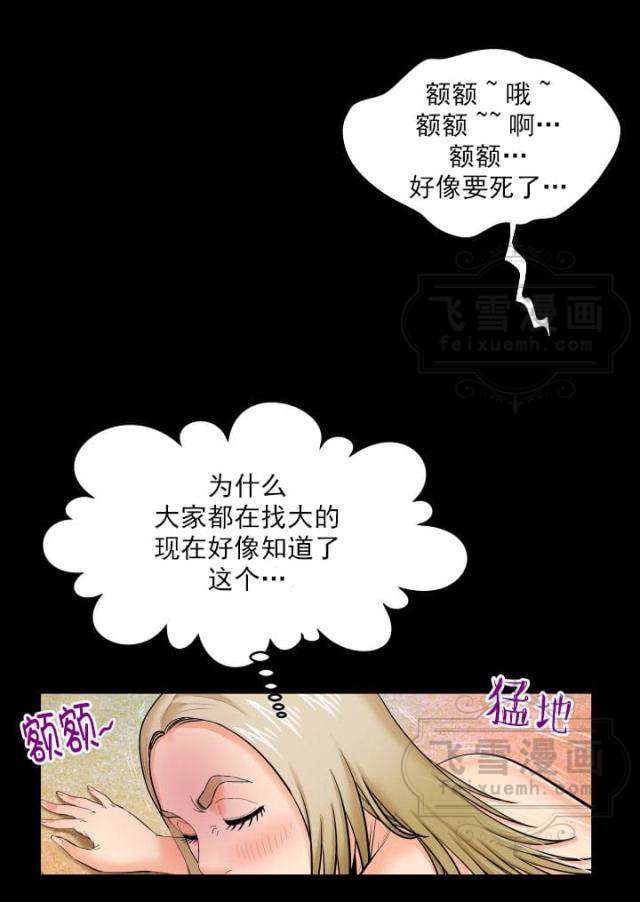 额额~哦~
额额~~啊…
额额…
好像要死了…
飞雪漫画
feixuemh.com
为什么
大家都在找大的
现在好像知道了
这个…
额额~
猛地
飞雪漫画
feixuemh.com